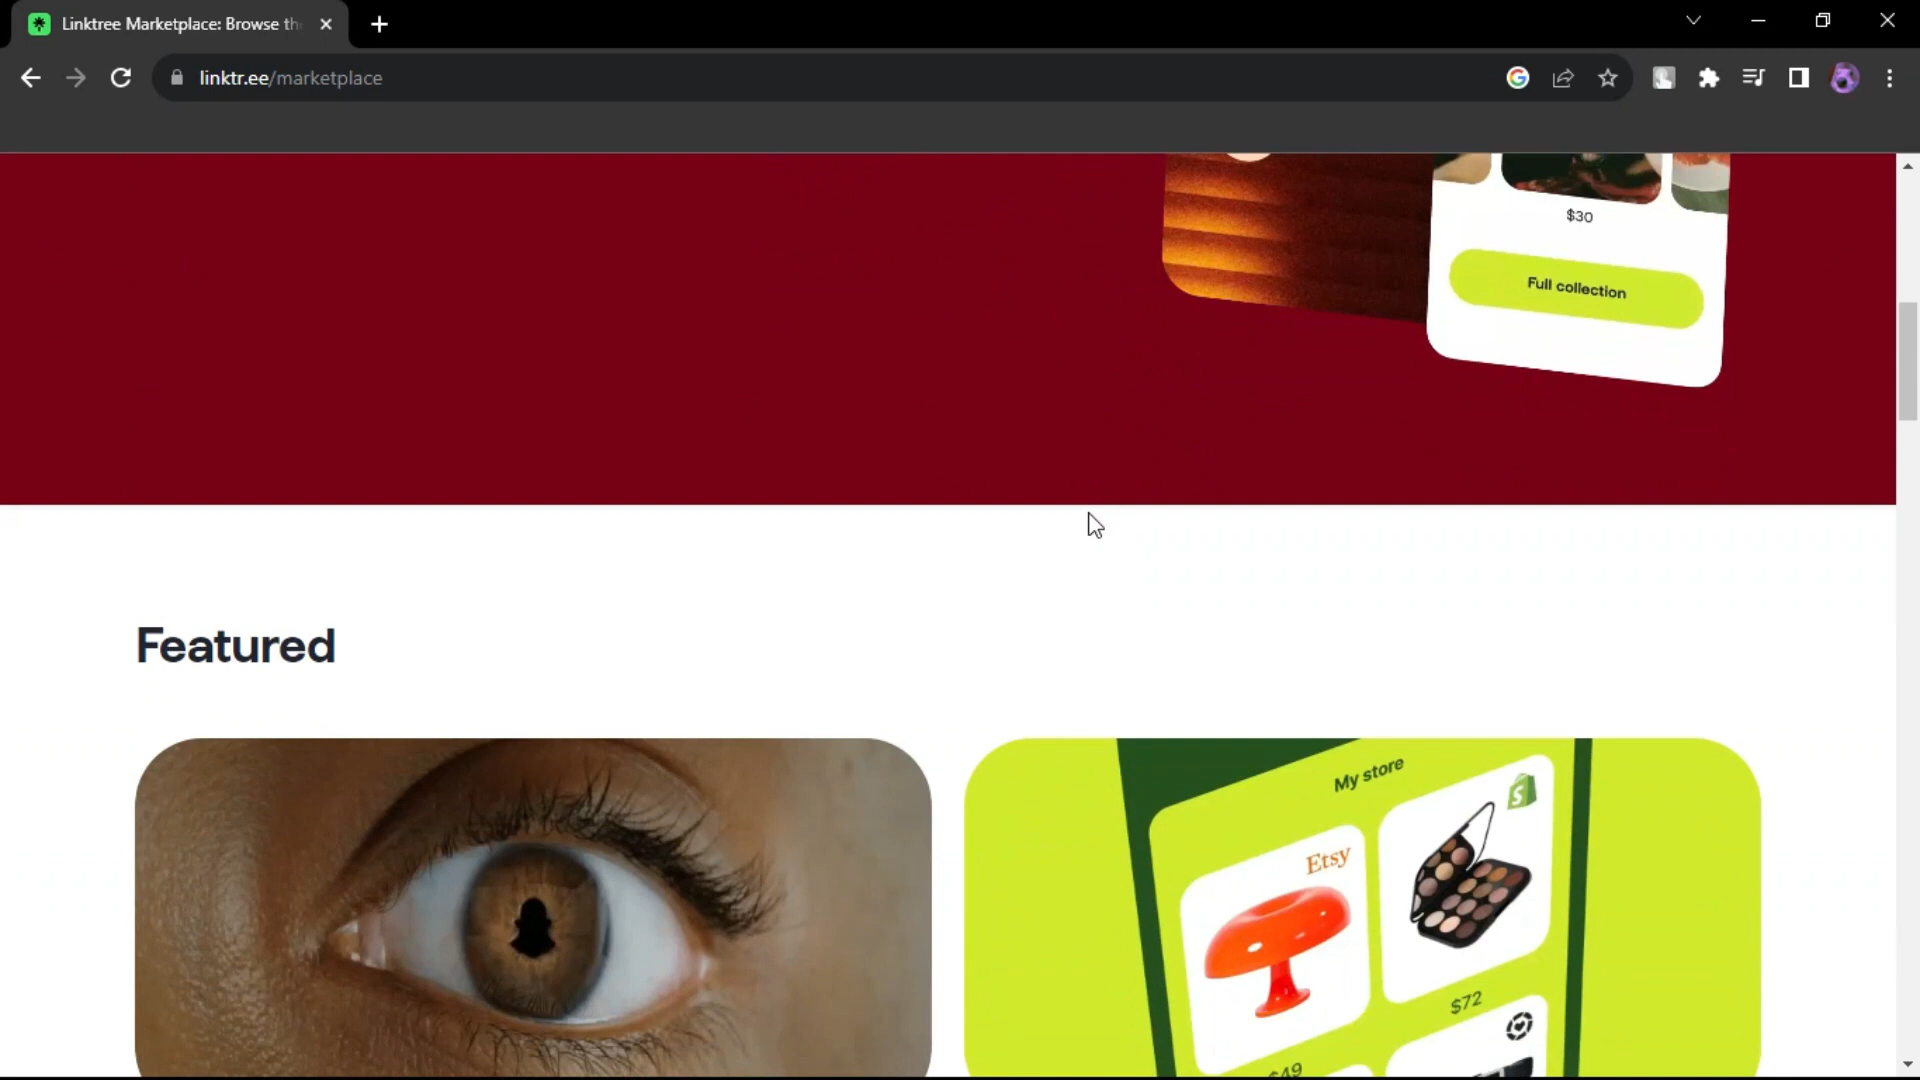 Linktree Marketplace: Browse th
linktr.ee/marketplace
$30
Full collection
Featured
My store
Etsy
$72
$49